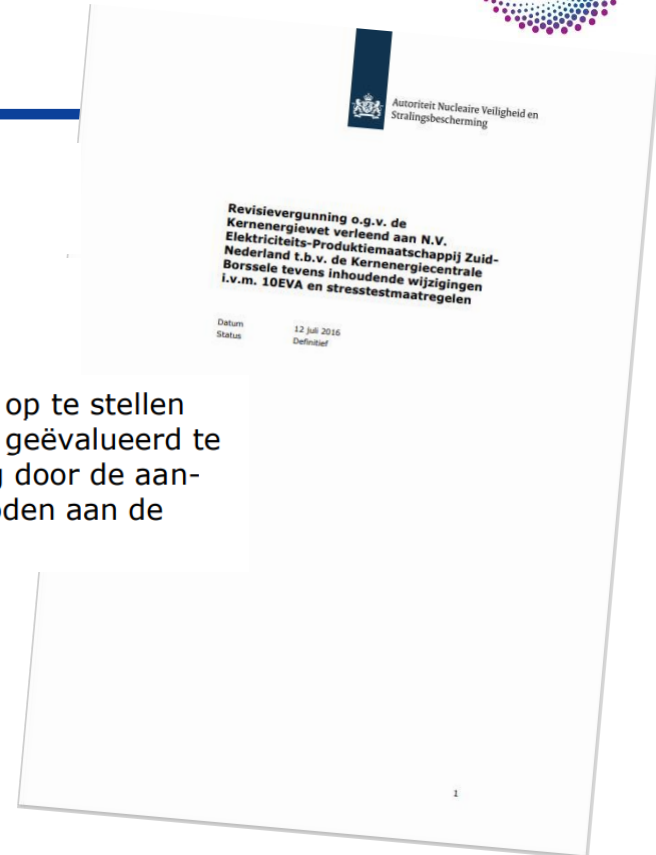 Autoriteit Nucleaire Veiligheid en
Stralingsbescherming
Revisievergunning o.g.v. de
Kernenergiewet verleend aan N.V.
Elektriciteits-Produktiemaatschappij Zuid-
Nederland t.b.v. de Kernenergiecentrale
Borssele tevens inhoudende wijzigingen
i.v.m. 10EVA en stresstestmaatregelen
Datum 12 juli 2016
Status Definitief
op te stellen
geëvalueerd te
door de aan-
aan de
1